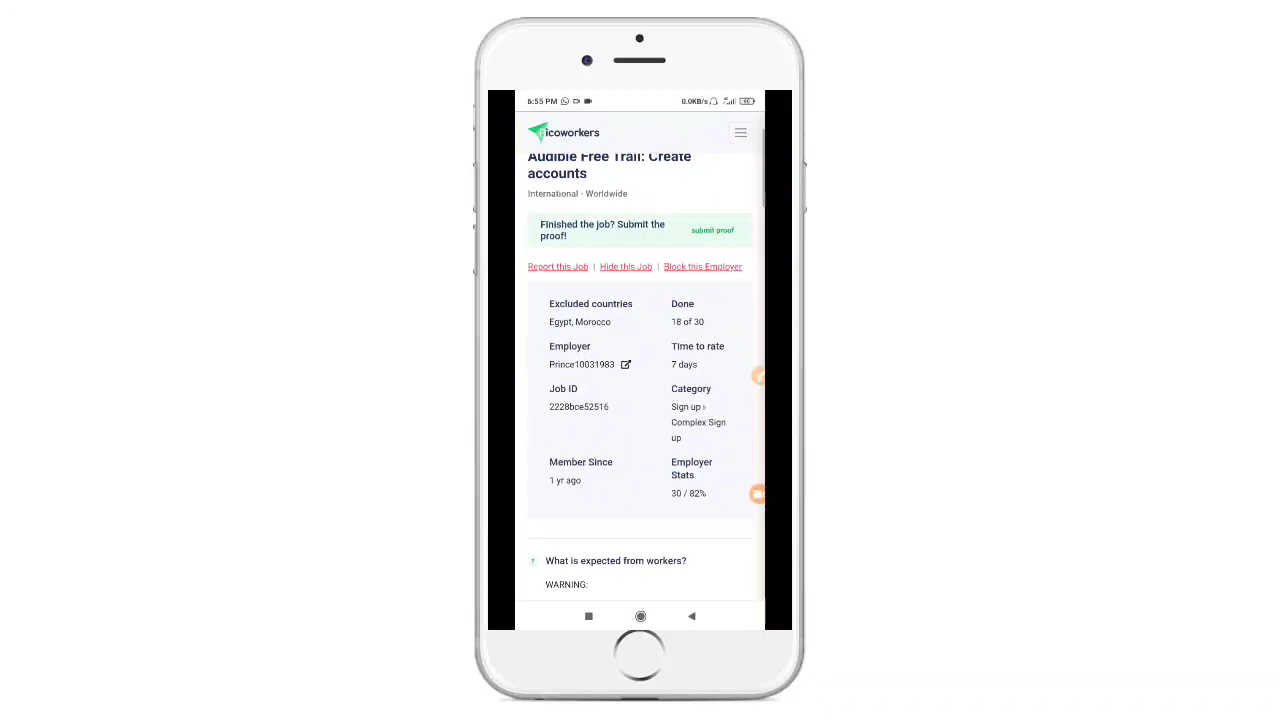 6:55 PM 0.0KB/s
picoworkers
Audible Free Trail: Create
accounts
International - Worldwide
Finished the job? Submit the
proof!
submit proof
Report this Job | Hide this Job | Block this Employer
Excluded countries
Egypt, Morocco
Done
18 of 30
Employer
Prince10031983
Time to rate
7 days
Job ID
2228bce52516
Category
Sign up ›
Complex Sign
up
Member Since
1 yr ago
Employer
Stats
30 / 82%
? What is expected from workers?
WARNING: